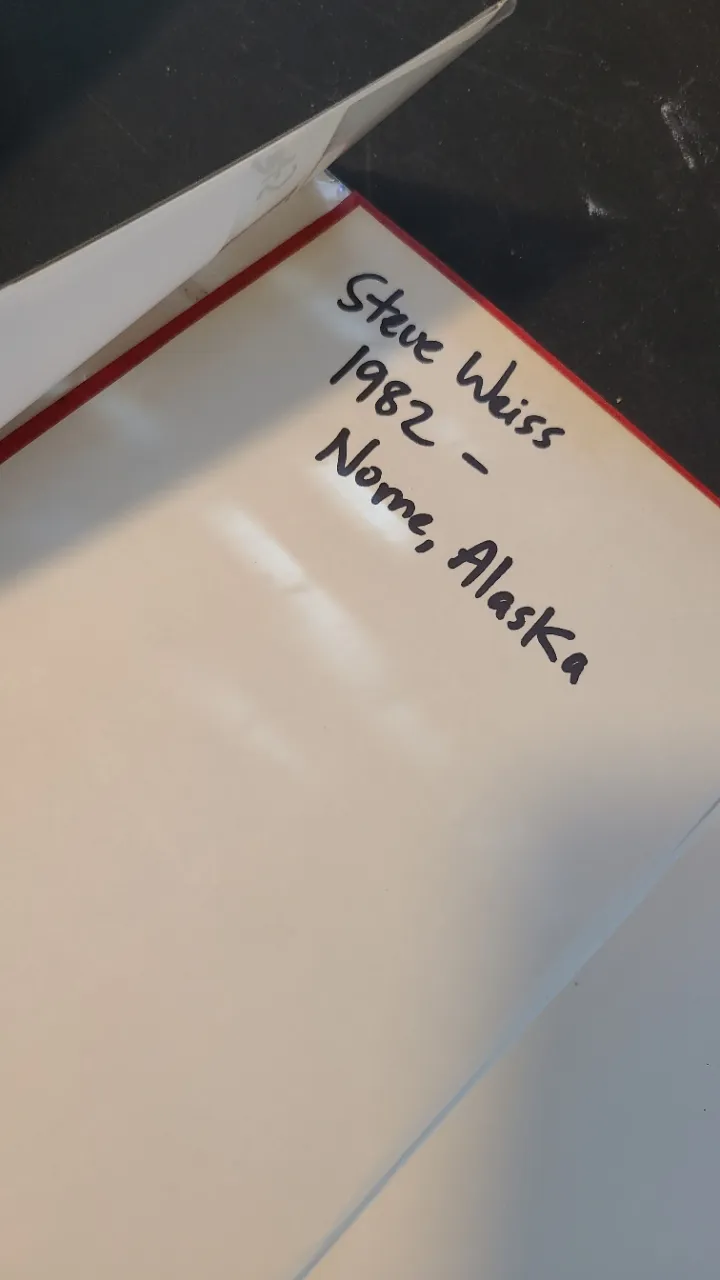 Steve Weiss
1982 -
Nome, Alaska